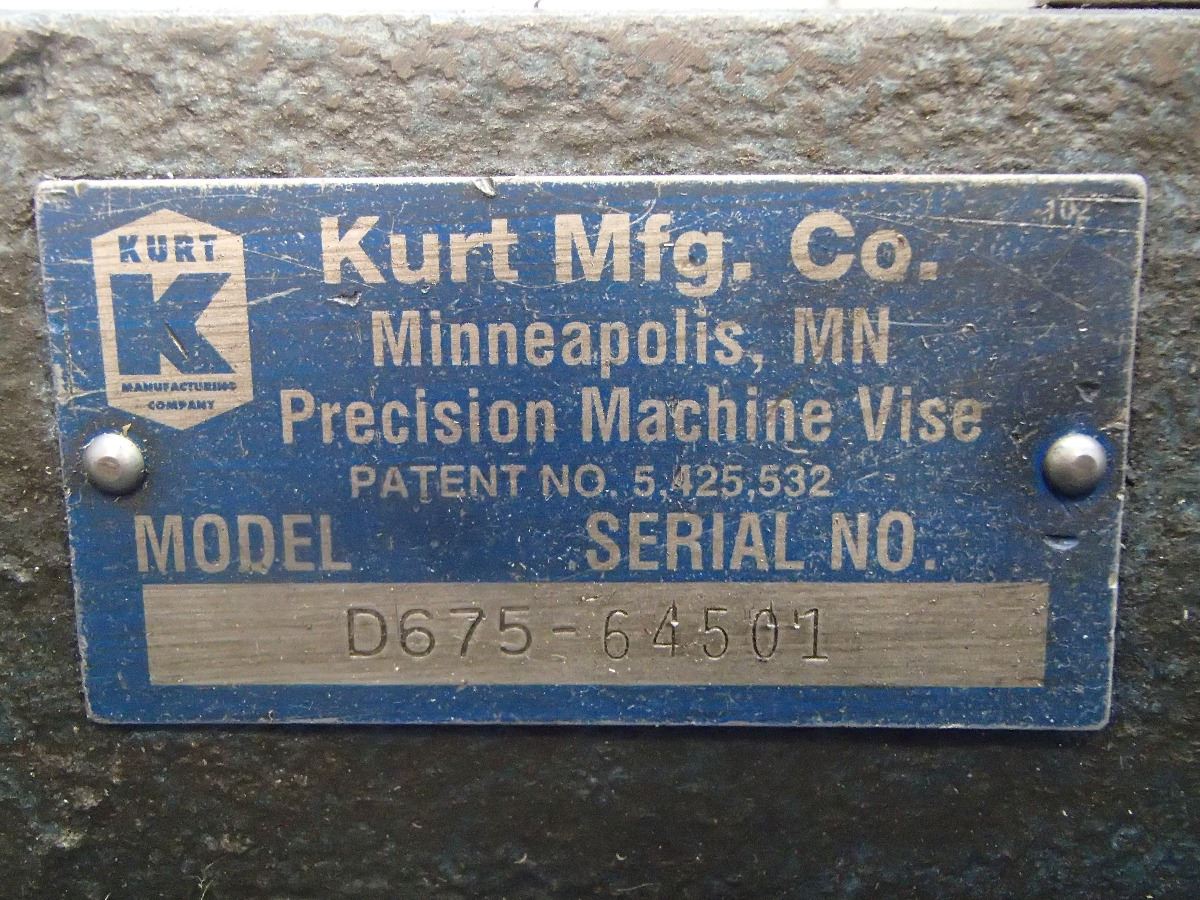 KURT
K
MANUFACTURING
COMPANY
102
Kurt Mfg. Co.
Minneapolis, MN
Precision Machine Vise
PATENT NO. 5,425,532
MODEL SERIAL NO.
D675-64501